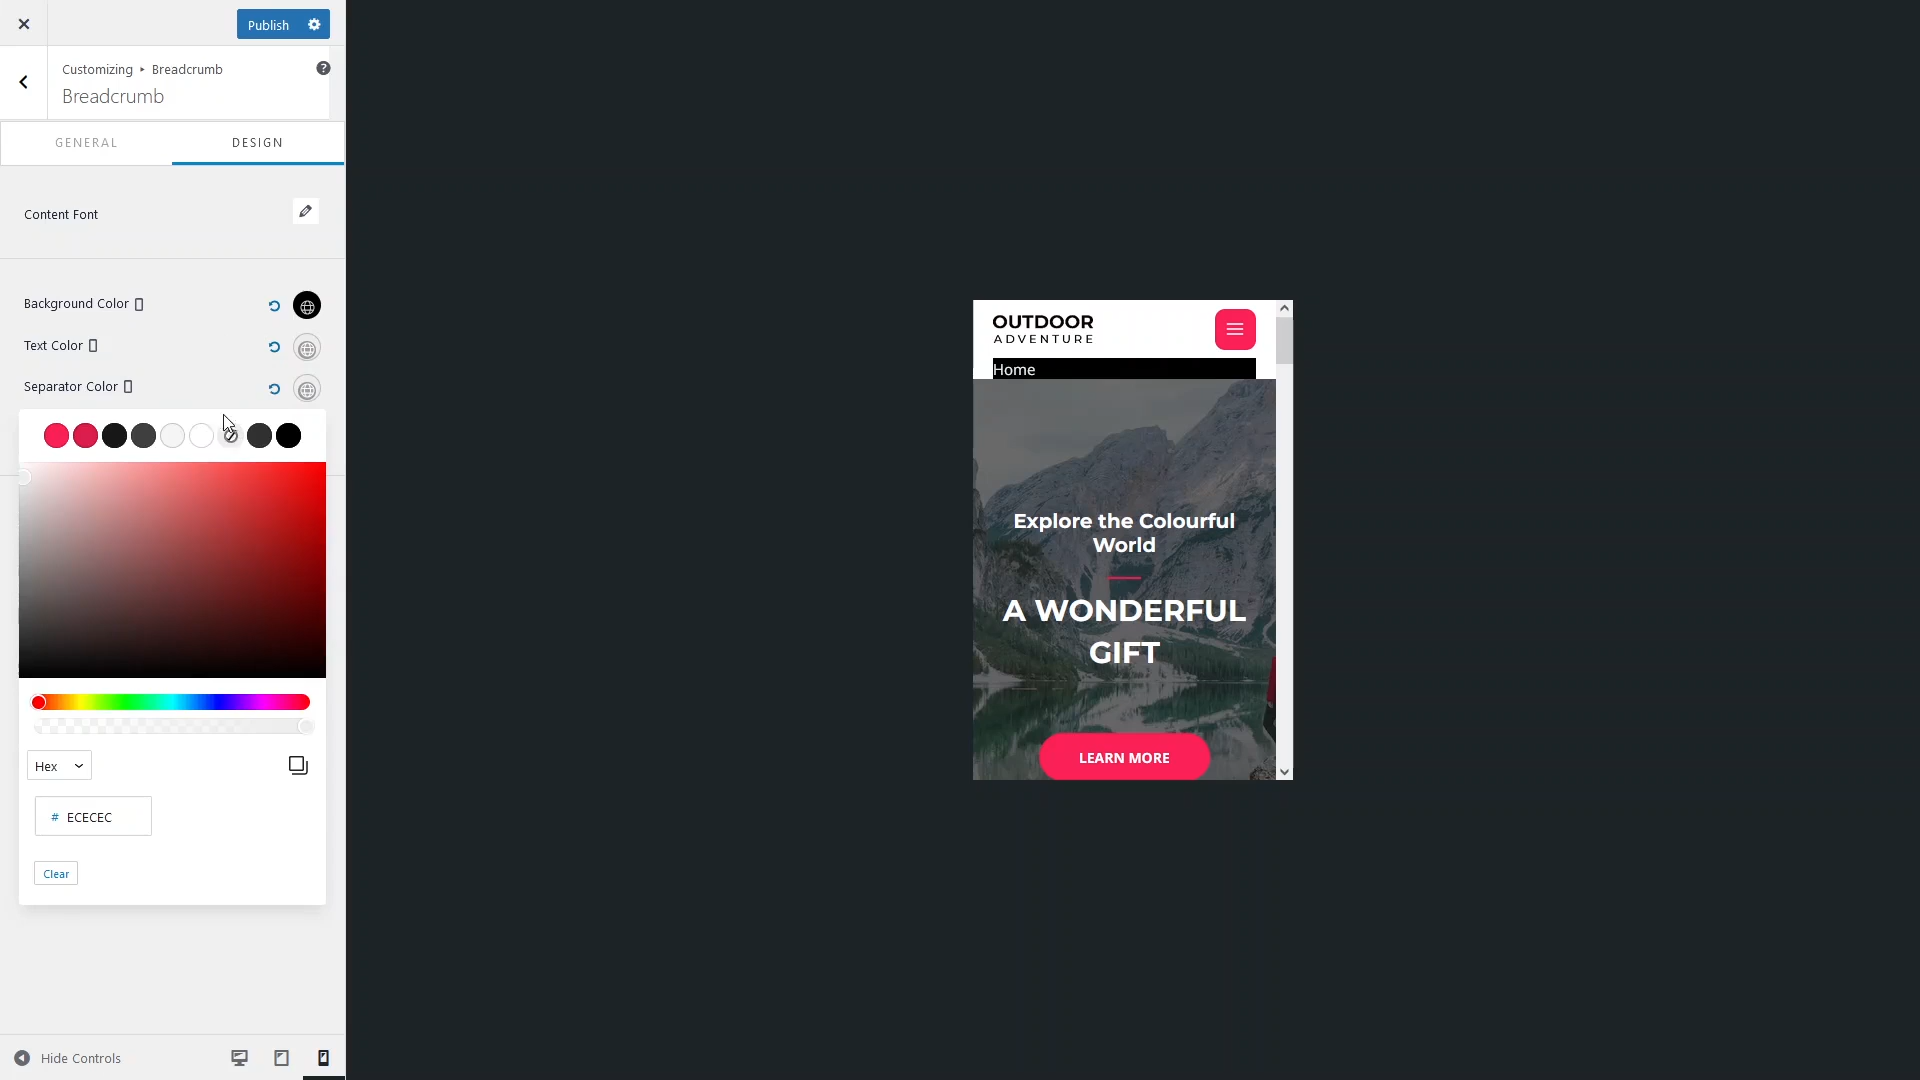 Publish
Customizing ▸ Breadcrumb
Breadcrumb
GENERAL
DESIGN
Content Font
Background Color
Text Color
Separator Color
Hex
# ECECEC
Clear
Hide Controls
OUTDOOR
ADVENTURE
Home
Explore the Colourful
World
A WONDERFUL
GIFT
LEARN MORE